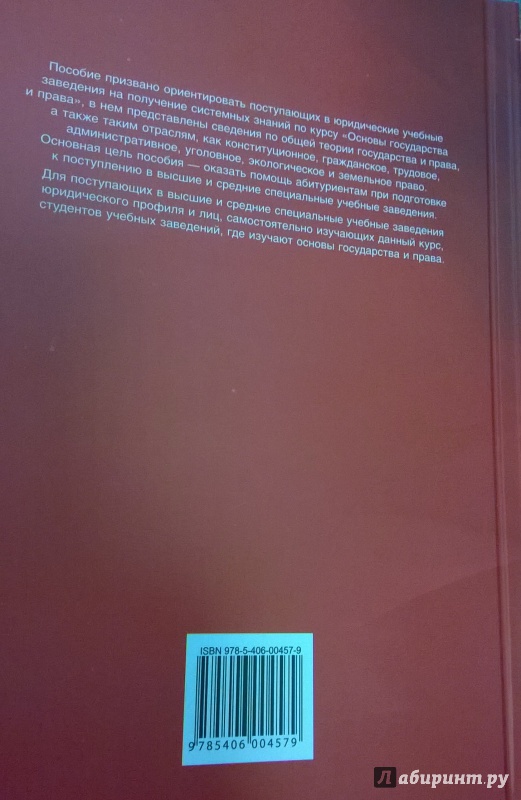 Пособие призвано ориентировать поступающих в юридические учебные
заведения на получение системных знаний по курсу «Основы государства
и права», в нем представлены сведения по общей теории государства и права,
а также таким отраслям, как конституционное, гражданское, трудовое,
административное, уголовное, экологическое и земельное право.
Основная цель пособия — оказать помощь абитуриентам при подготовке
к поступлению в высшие и средние специальные учебные заведения.
Для поступающих в высшие и средние специальные учебные заведения
юридического профиля и лиц, самостоятельно изучающих данный курс,
студентов учебных заведений, где изучают основы государства и права.
ISBN 978-5-406-00457-9
9785406004579
Лабиринт.ру